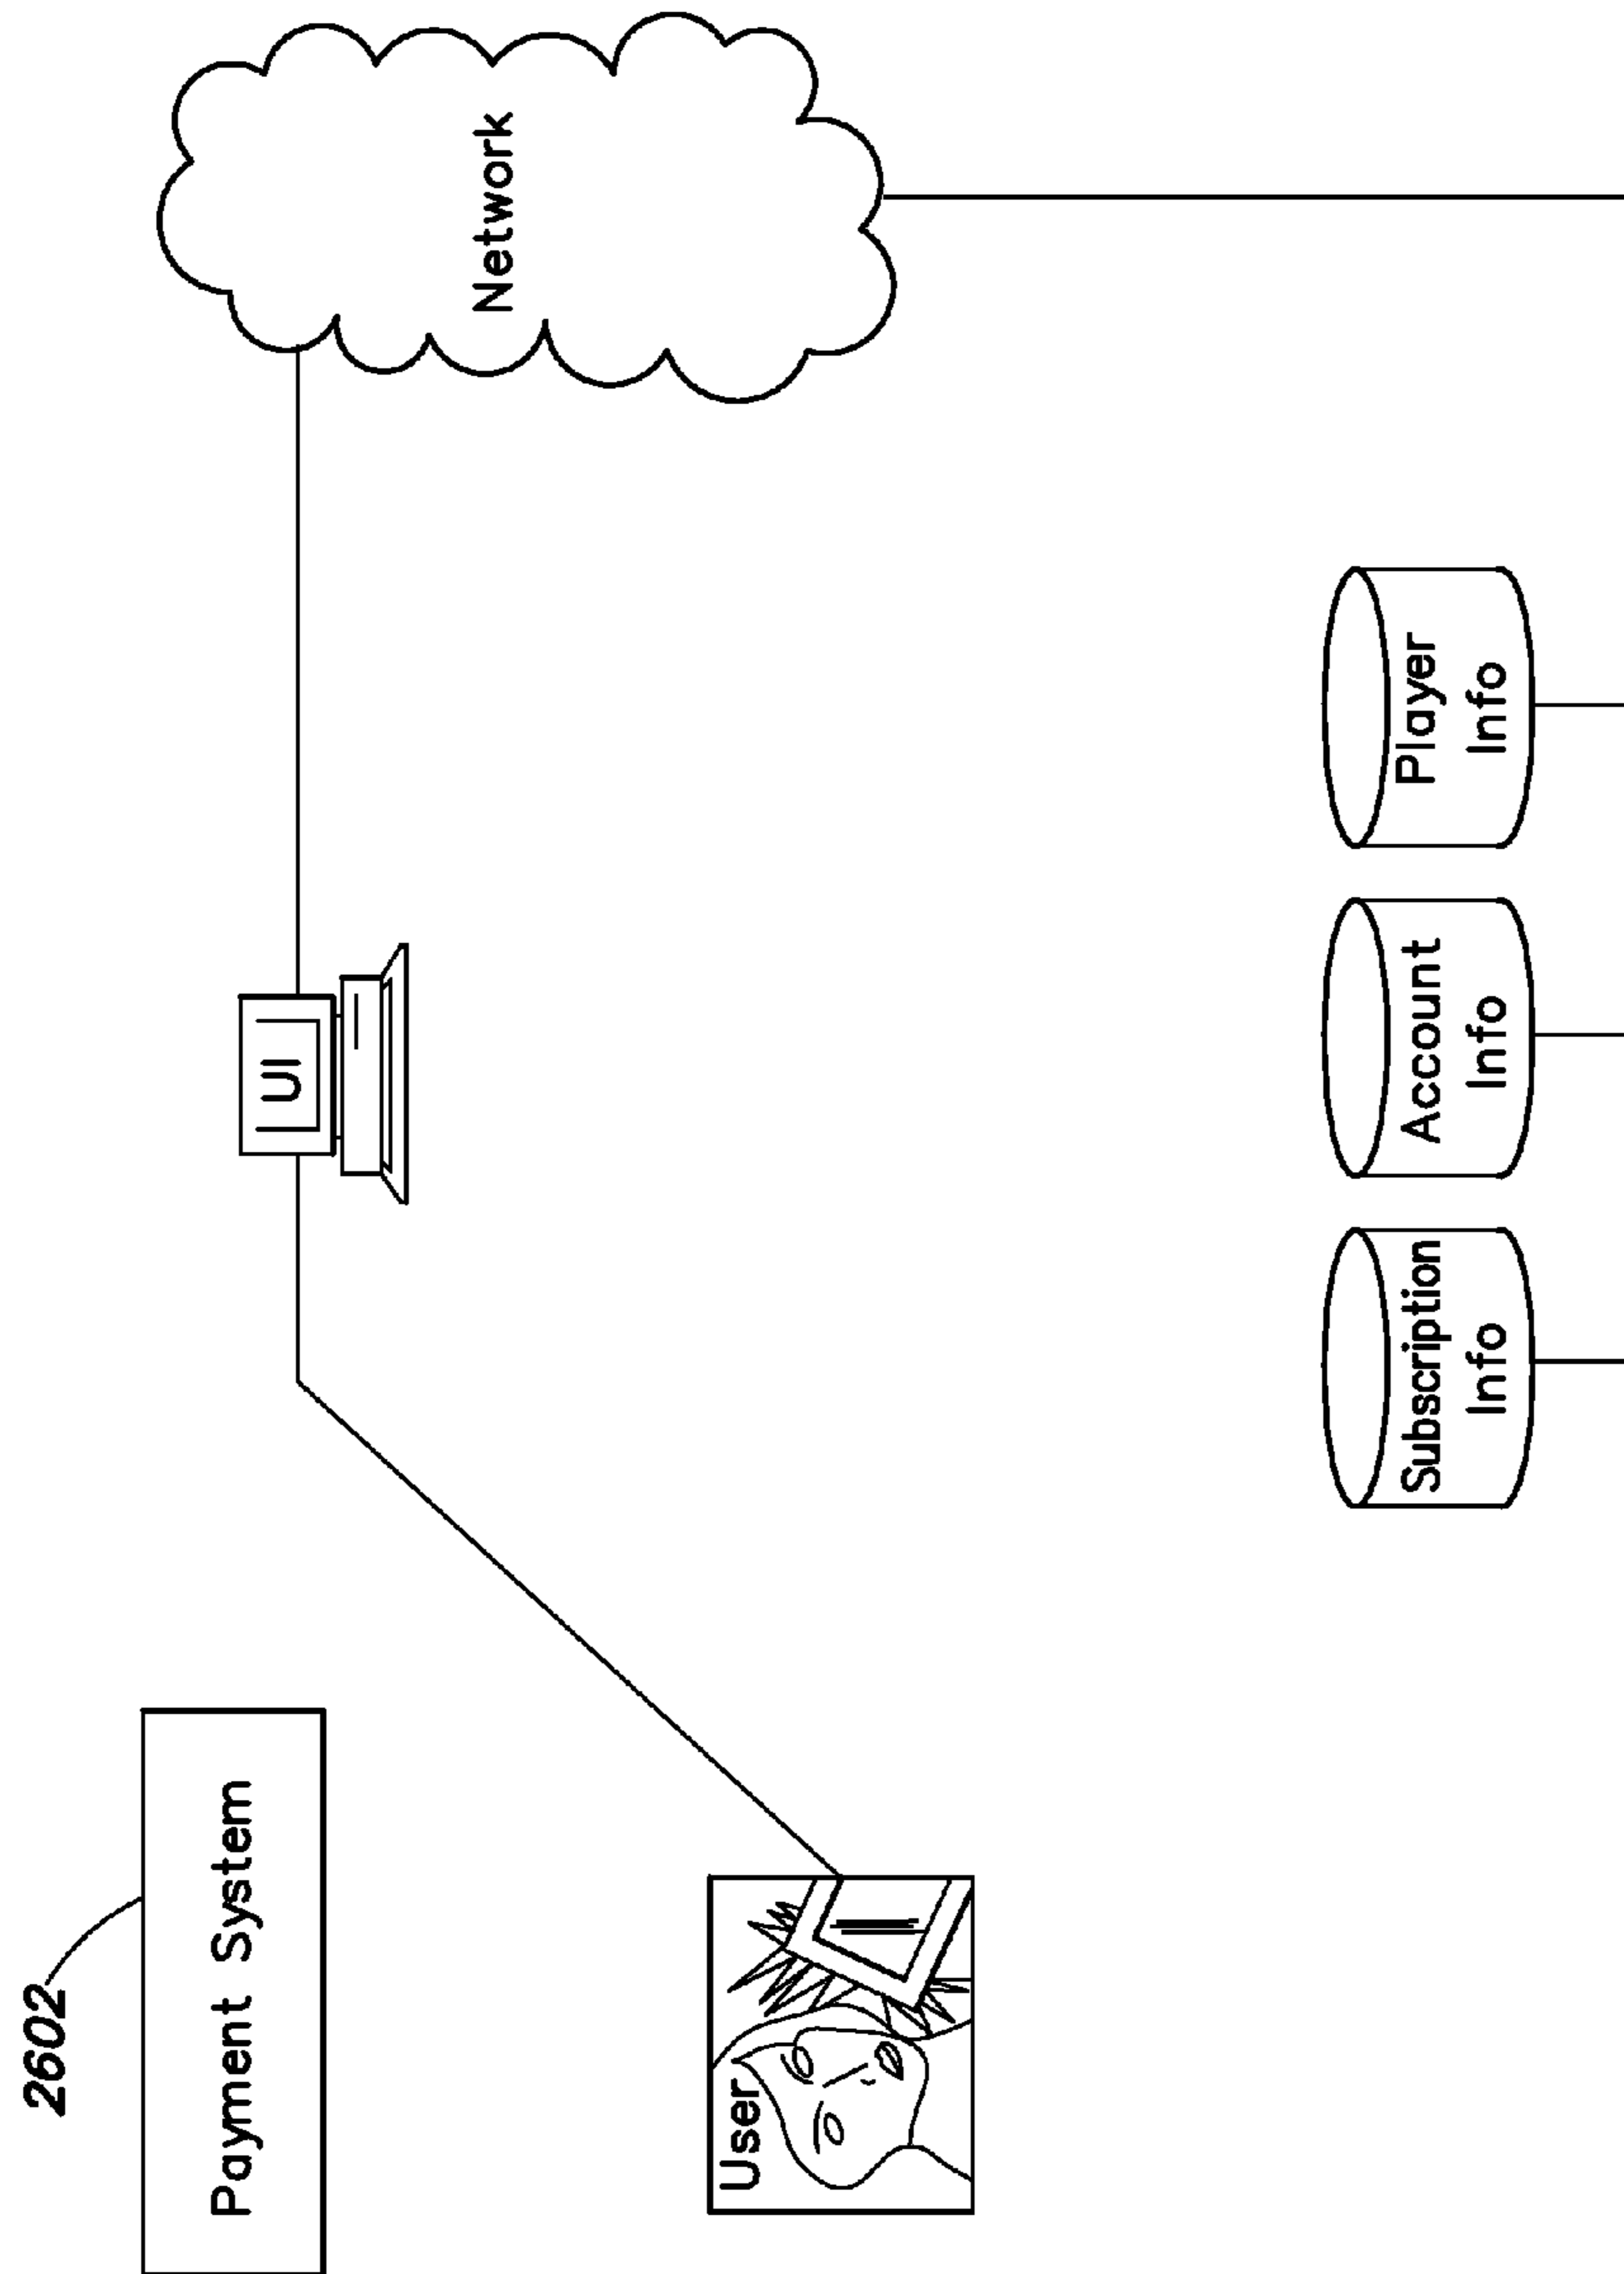 2602
Payment System
UI
Network
User
Subscription
Info
Account
Info
Player
Info